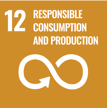 12 RESPONSIBLE
CONSUMPTION
AND PRODUCTION